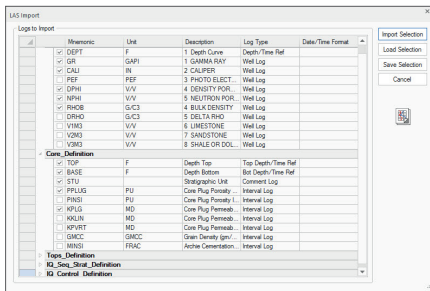 LAS Import
Logs to Import
Mnemonic Unit Description Log Type Date/Time Format
DEPT F 1 Depth Curve Depth/Time Ref
GR GAPI 1 GAMMA RAY Well Log
CALI IN 2 CALIPER Well Log
PEF PEF 3 PHOTO ELECT... Well Log
DPHI V/V 4 DENSITY POR... Well Log
NPHI V/V 5 NEUTRON POR... Well Log
RHOB G/C3 4 BULK DENSITY Well Log
DRHO G/C3 5 DELTA RHO Well Log
V1M3 V/V 6 LIMESTONE Well Log
V2M3 V/V 7 SANDSTONE Well Log
V3M3 V/V 8 SHALE OR DOL... Well Log
Core_Definition
TOP F Depth Top Top Depth/Time Ref
BASE F Depth Bottom Bot Depth/Time Ref
STU Stratigraphic Unit Comment Log
PPLUG PU Core Plug Porosity ... Interval Log
PINSI PU Core Plug Porosity I... Interval Log
KPLG MD Core Plug Permeab... Interval Log
KKLIN MD Core Plug Permeab... Interval Log
KPVRT MD Core Plug Permeab... Interval Log
GMCC GMCC Grain Density (gm/... Interval Log
MINSI FRAC Archie Cementation... Interval Log
Tops_Definition
IQ_Seq_Strat_Definition
IQ_Control_Definition
Import Selection
Load Selection
Save Selection
Cancel